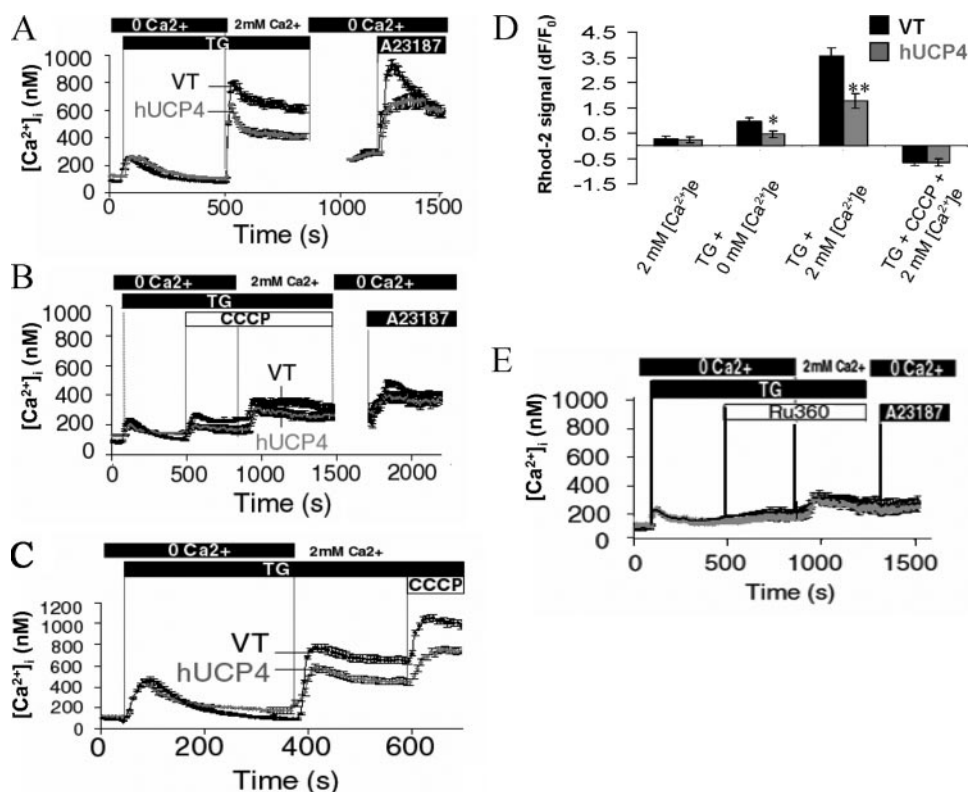 A
0 Ca2+ 2mM Ca2+ 0 Ca2+
TG A23187
[Ca²⁺]i (nM)
1000
800
600
400
200
0
VT
hUCP4
0 500 1000 1500
Time (s)
B
0 Ca2+ 2mM Ca2+ 0 Ca2+
TG
CCCP A23187
[Ca²⁺]i (nM)
1000
800
600
400
200
0
VT
hUCP4
0 500 1000 1500 2000
Time (s)
C
0 Ca2+ 2mM Ca2+
TG
CCCP
[Ca²⁺]i (nM)
1200
1000
800
600
400
200
0
VT
hUCP4
0 200 400 600
Time (s)
D
VT
hUCP4
Rhod-2 signal (dF/F₀)
4.5
3.5
2.5
1.5
0.5
-0.5
-1.5
*
**
2 mM [Ca²⁺]e
TG +
0 mM [Ca²⁺]e
TG +
2 mM [Ca²⁺]e
TG + CCCP +
2 mM [Ca²⁺]e
E
0 Ca2+ 2mM Ca2+ 0 Ca2+
TG
Ru360 A23187
[Ca²⁺]i (nM)
1000
800
600
400
200
0
0 500 1000 1500
Time (s)